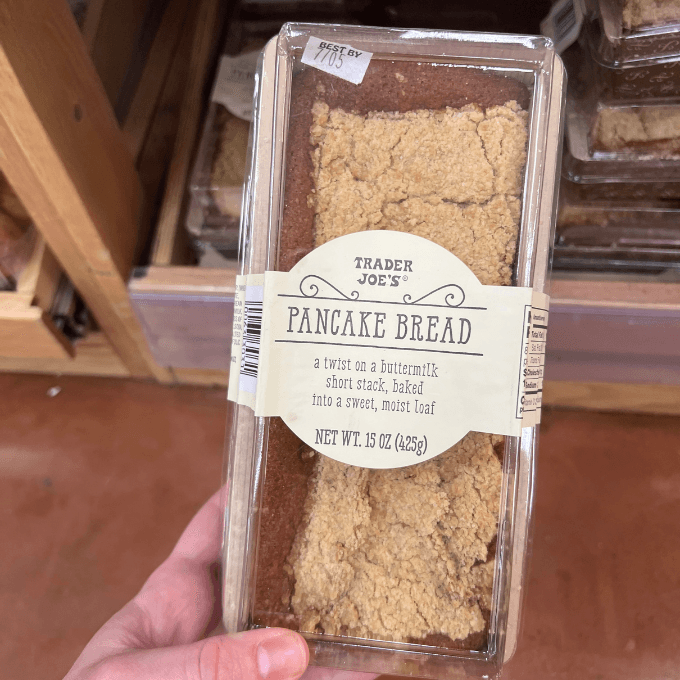 BEST BY
7705
TRADER
JOE'S®
PANCAKE BREAD
a twist on a buttermilk
short stack, baked
into a sweet, moist loaf
NET WT. 15 OZ (425g)